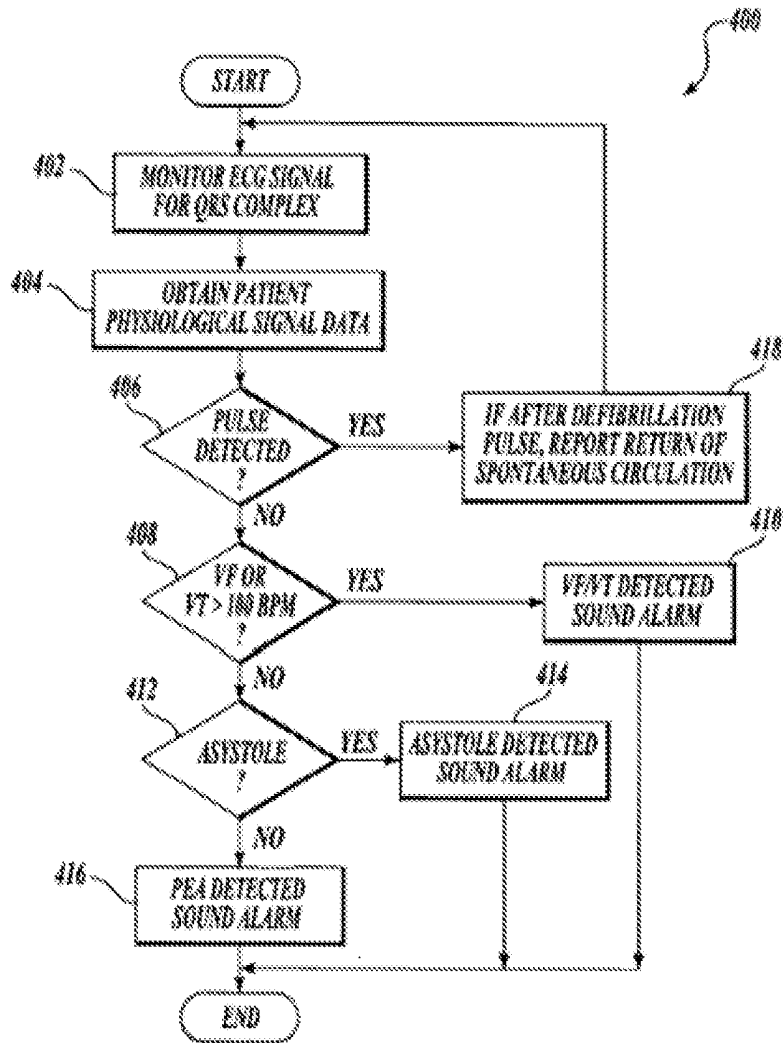 400
START
402
MONITOR ECG SIGNAL
FOR QRS COMPLEX
404
OBTAIN PATIENT
PHYSIOLOGICAL SIGNAL DATA
406
PULSE
DETECTED
?
YES
418
IF AFTER DEFIBRILLATION
PULSE, REPORT RETURN OF
SPONTANEOUS CIRCULATION
NO
408
VF OR
VT > 100 BPM
?
YES
410
VF/VT DETECTED
SOUND ALARM
NO
412
ASYSTOLE
?
YES
414
ASYSTOLE DETECTED
SOUND ALARM
NO
416
PEA DETECTED
SOUND ALARM
END